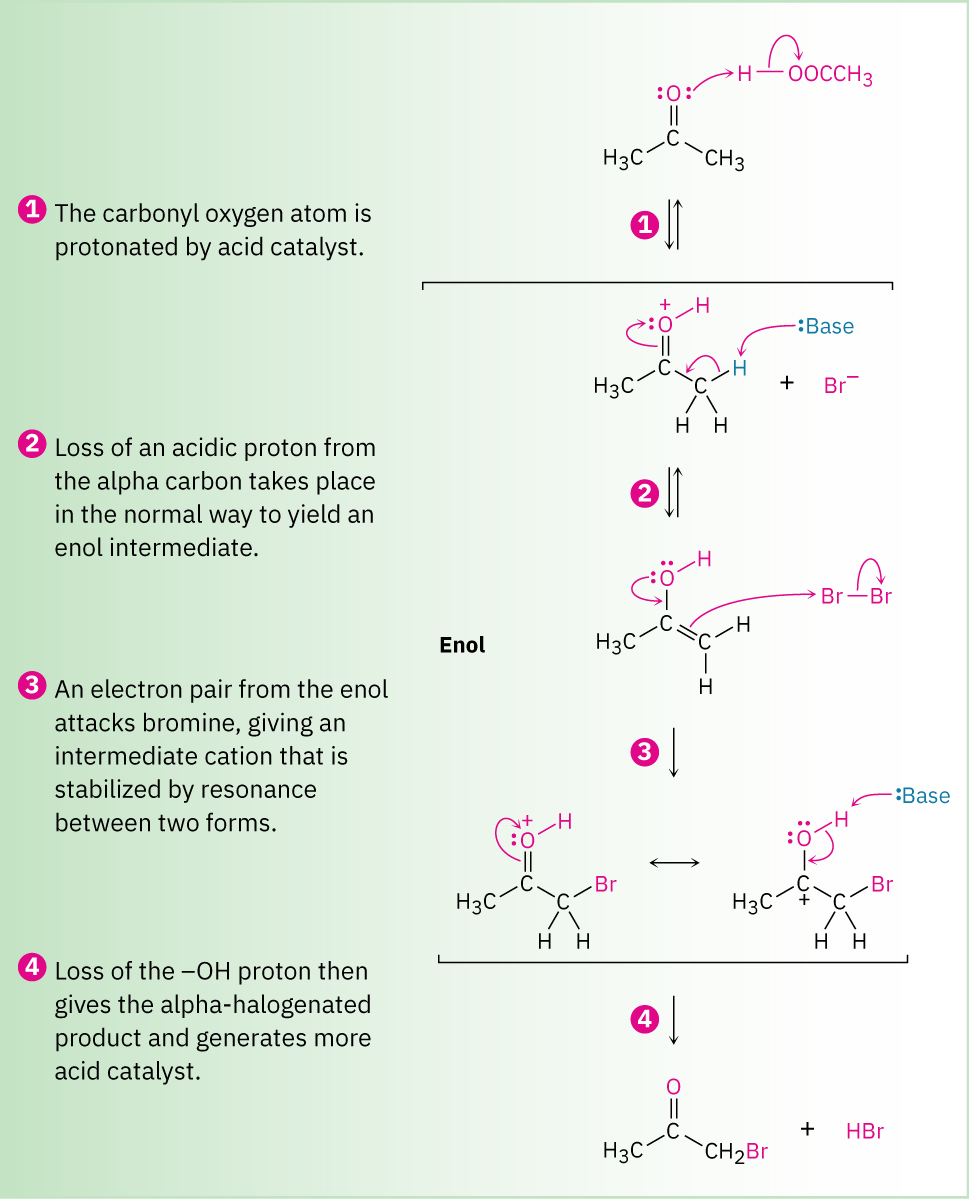 H — OOCCH3
:O:
C
H3C CH3
1 The carbonyl oxygen atom is
protonated by acid catalyst.
1
+
:O H
:Base
C H
H3C C + Br−
H H
2 Loss of an acidic proton from
the alpha carbon takes place
in the normal way to yield an
enol intermediate.
2
:O H
Br — Br
C H
H3C C
H
Enol
3 An electron pair from the enol
attacks bromine, giving an
intermediate cation that is
stabilized by resonance
between two forms.
3
:Base
+
:O H
C Br
H3C C
H H
:O H
C Br
H3C + C
H H
4 Loss of the –OH proton then
gives the alpha-halogenated
product and generates more
acid catalyst.
4
O
C
H3C CH2Br + HBr